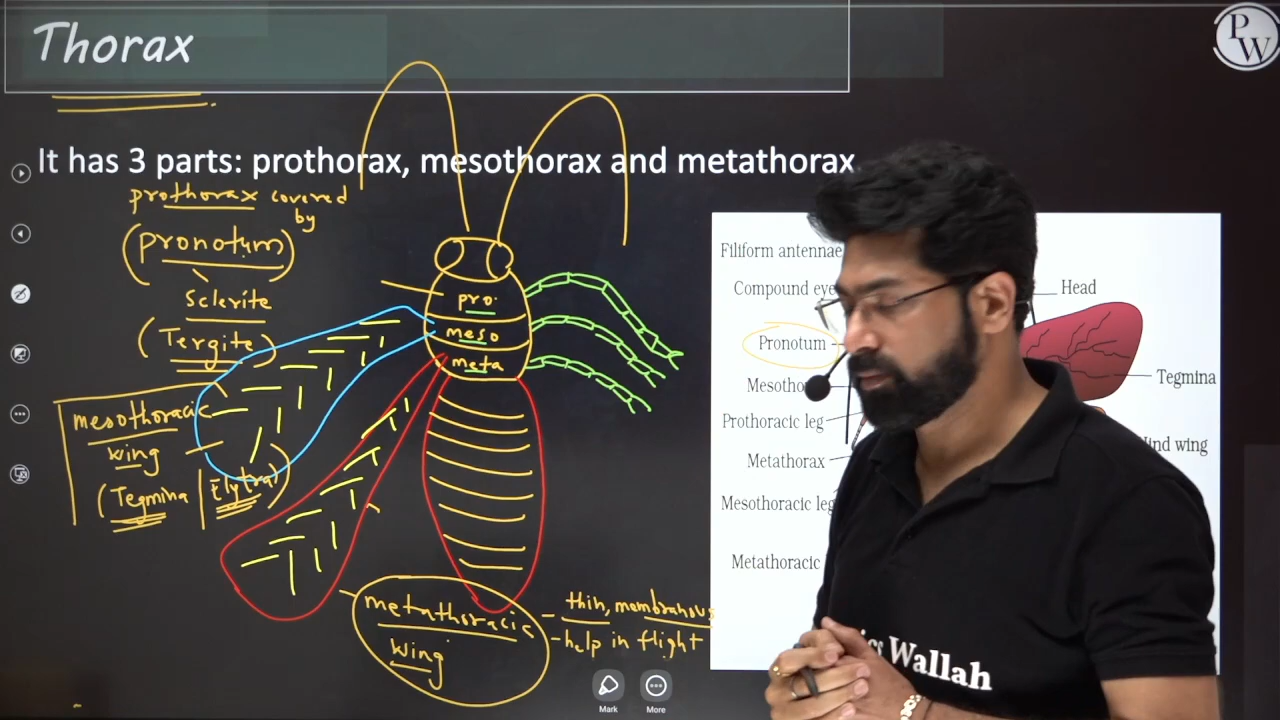 Thorax
PW
It has 3 parts: prothorax, mesothorax and metathorax
prothorax covered
by
(pronotum)
sclerite
(Tergite)
mesothoracic
wing
(Tegmina | Elytra)
pro.
meso
meta
metathoracic
wing
- thin, membranous
- help in flight
Filiform antennae
Compound eye
Pronotum
Prothoracic leg
Metathorax
Mesothoracic leg
Metathoracic
Head
Tegmina
Hind wing
Wallah
Mark
More